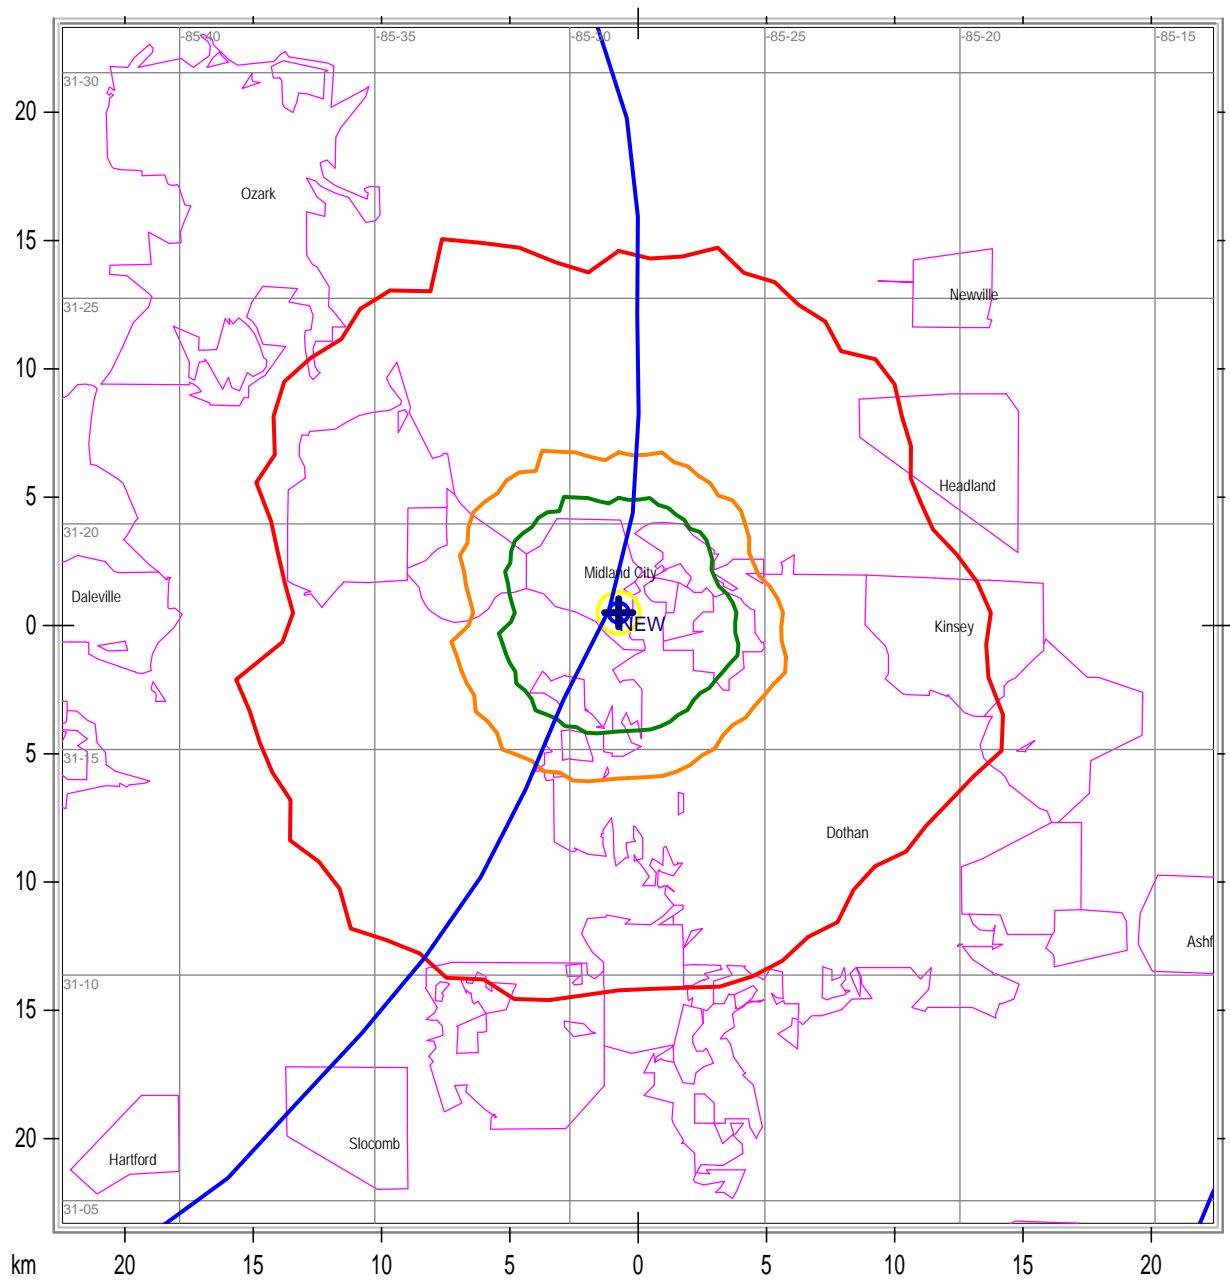 -85-40 -85-35 -85-30 -85-25 -85-20 -85-15
31-30
20
Ozark
15
Newville
31-25
10
5
Headland
31-20
Midland City
Daleville
0
NEW
Kinsey
5
31-15
Dothan
10
Ashf
31-10
15
20
Slocomb
Hartford
31-05
km 20 15 10 5 0 5 10 15 20